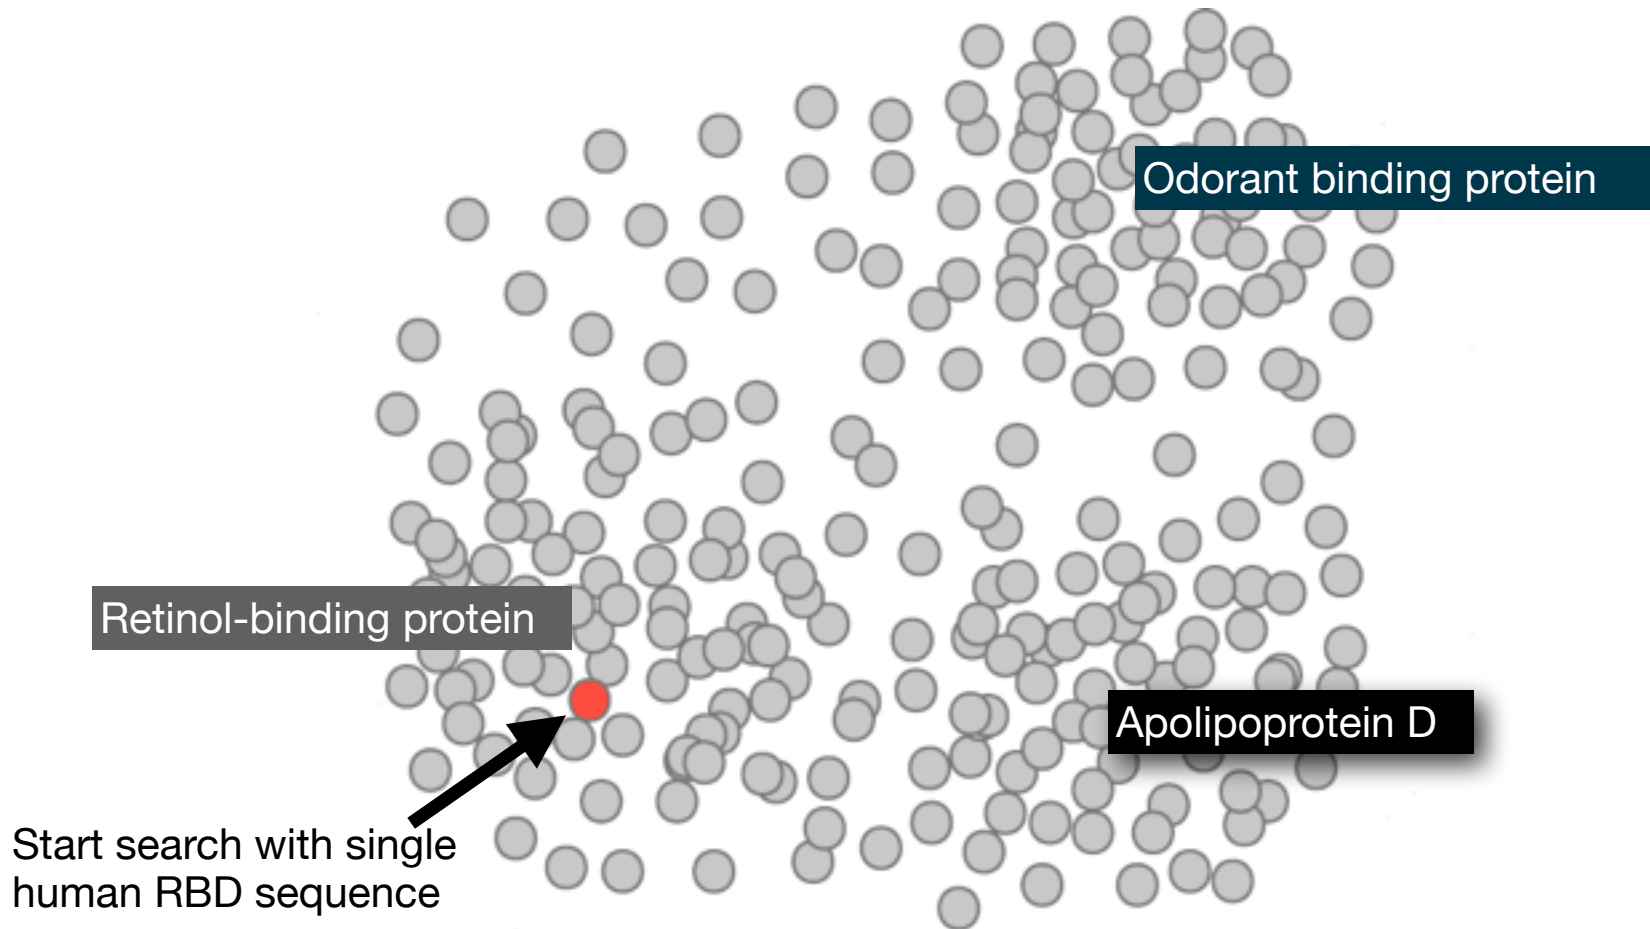 Odorant binding protein
Retinol-binding protein
Apolipoprotein D
Start search with single
human RBD sequence